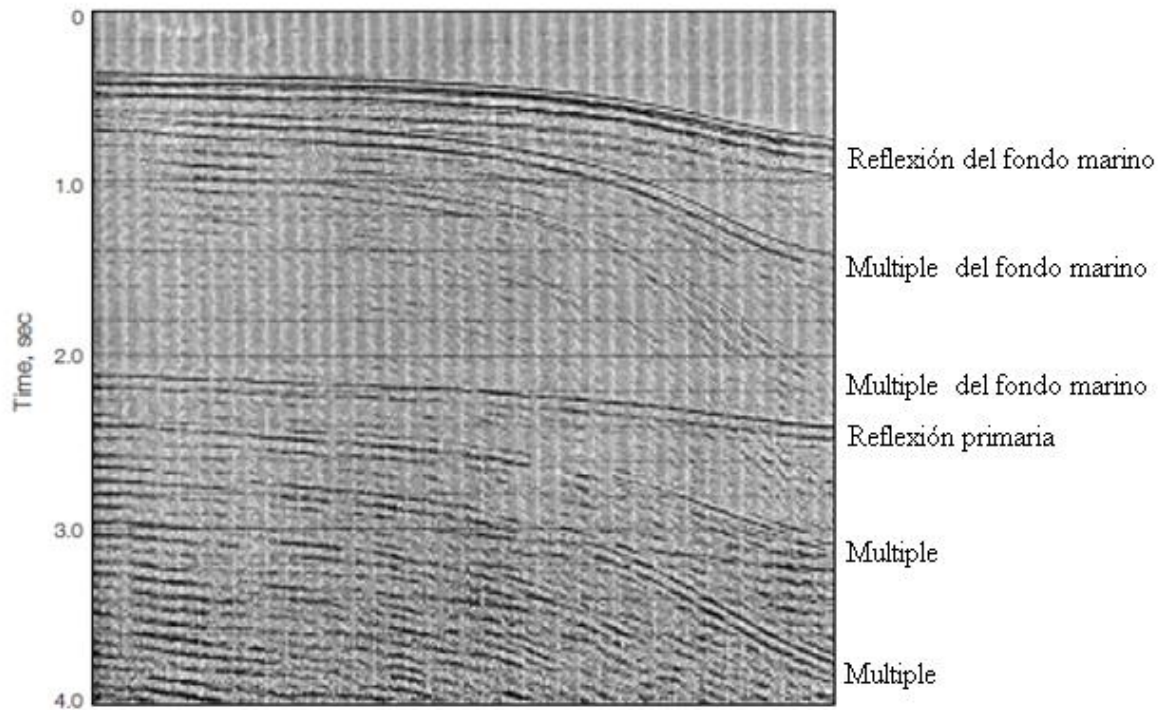 0
1.0
2.0
3.0
4.0
Time, sec
Reflexión del fondo marino
Multiple del fondo marino
Multiple del fondo marino
Reflexión primaria
Multiple
Multiple